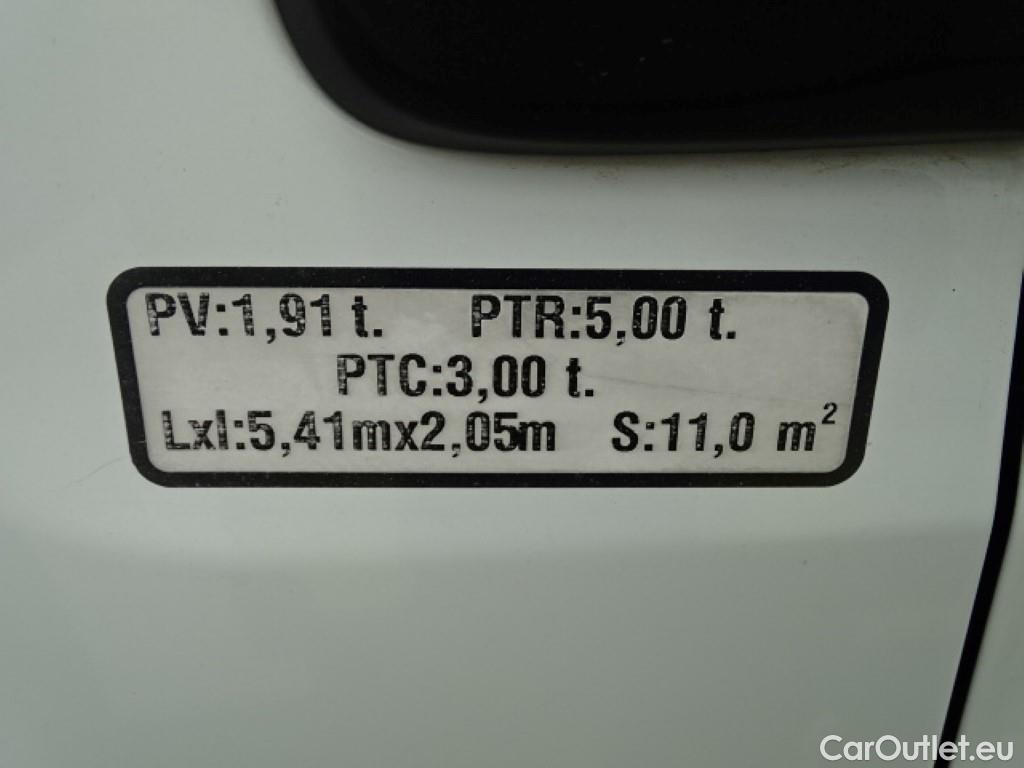 PV:1,91 t. PTR:5,00 t.
PTC:3,00 t.
Lxl:5,41mx2,05m S:11,0 m²
CarOutlet.eu